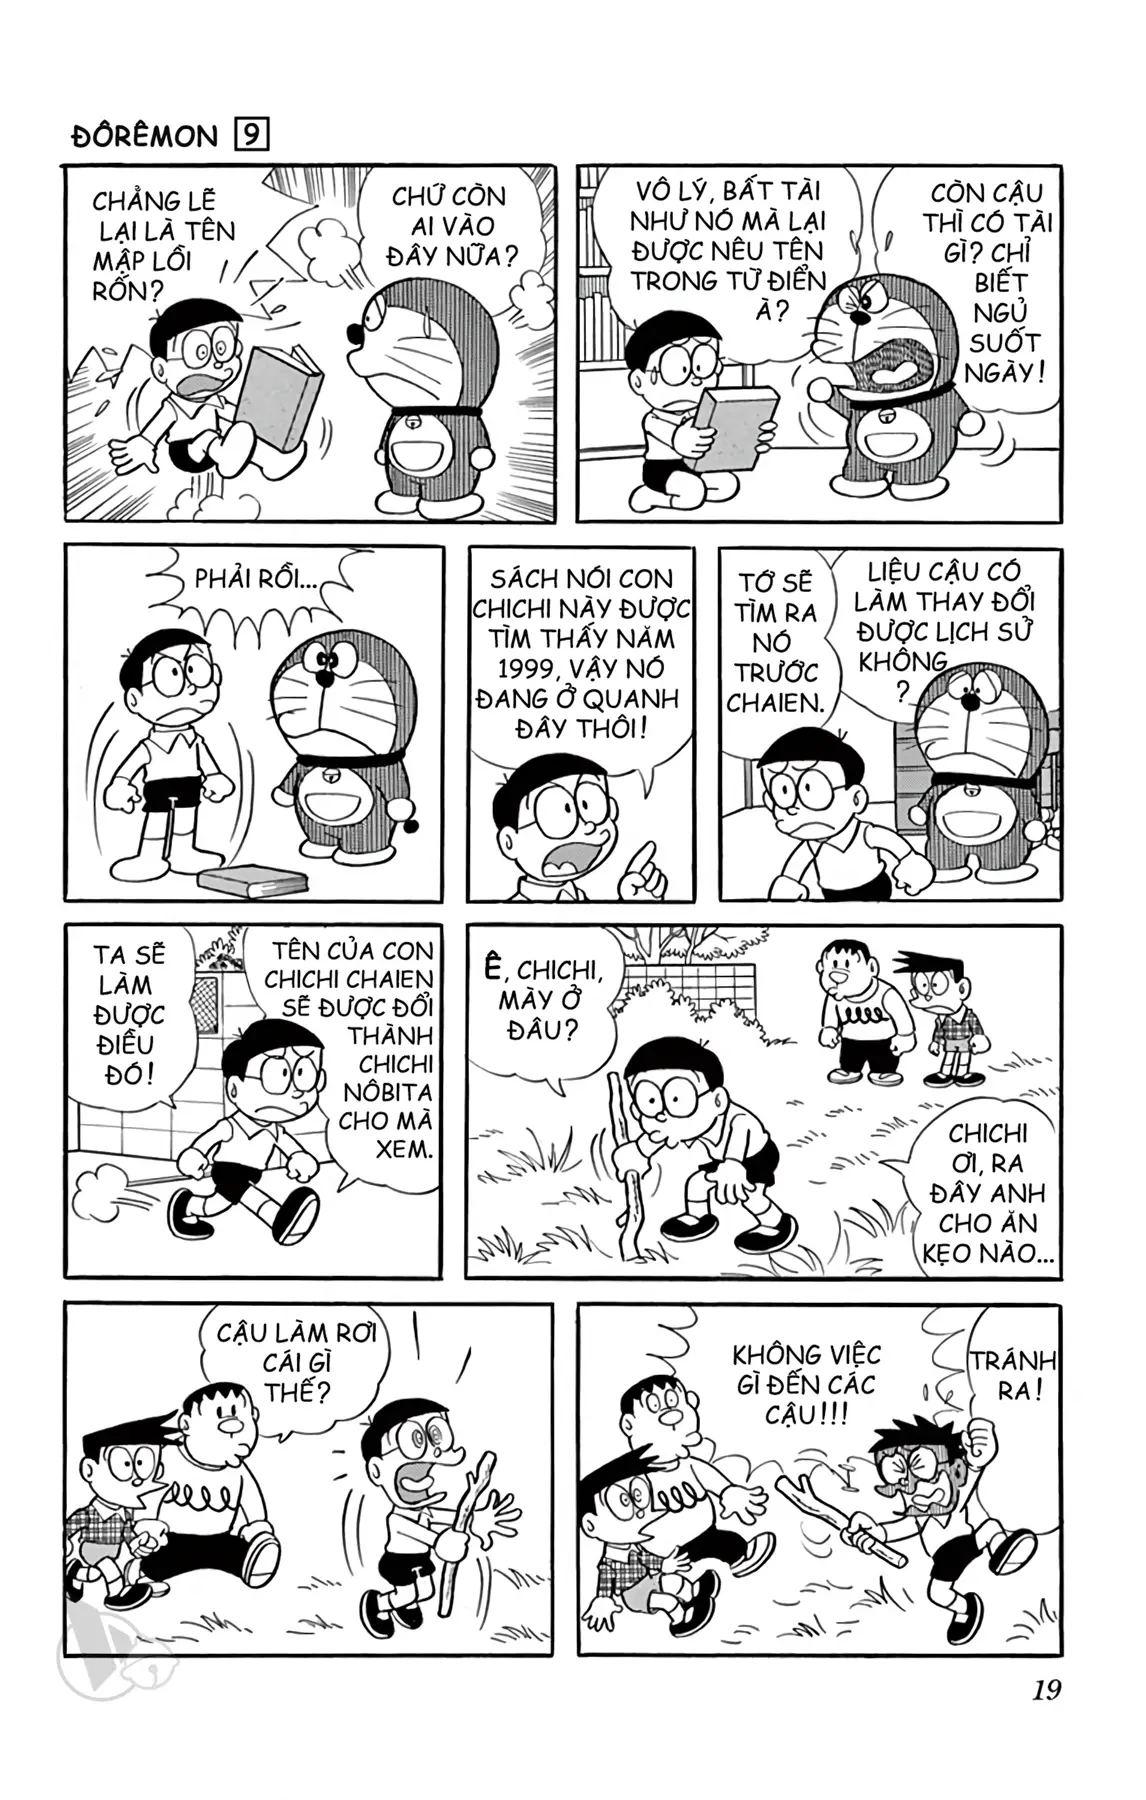 ĐÔRÊMON 9
CHẲNG LẼ
LẠI LÀ TÊN
MẬP LỒI
RỐN?
CHỨ CÒN
AI VÀO
ĐÂY NỮA?
VÔ LÝ, BẤT TÀI
NHƯ NÓ MÀ LẠI
ĐƯỢC NÊU TÊN
TRONG TỪ ĐIỂN
À?
CÒN CẬU
THÌ CÓ TÀI
GÌ? CHỈ
BIẾT
NGỦ
SUỐT
NGÀY!
PHẢI RỒI...
SÁCH NÓI CON
CHICHI NÀY ĐƯỢC
TÌM THẤY NĂM
1999, VẬY NÓ
ĐANG Ở QUANH
ĐÂY THÔI!
TỚ SẼ
TÌM RA
NÓ
TRƯỚC
CHAIEN.
LIỆU CẬU CÓ
LÀM THAY ĐỔI
ĐƯỢC LỊCH SỬ
KHÔNG
?
TA SẼ
LÀM
ĐƯỢC
ĐIỀU
ĐÓ!
TÊN CỦA CON
CHICHI CHAIEN
SẼ ĐƯỢC ĐỔI
THÀNH
CHICHI
NÔBITA
CHO MÀ
XEM.
Ê, CHICHI,
MÀY Ở
ĐÂU?
CHICHI
ƠI, RA
ĐÂY ANH
CHO ĂN
KẸO NÀO...
CẬU LÀM RƠI
CÁI GÌ
THẾ?
KHÔNG VIỆC
GÌ ĐẾN CÁC
CẬU!!!
TRÁNH
RA!
19